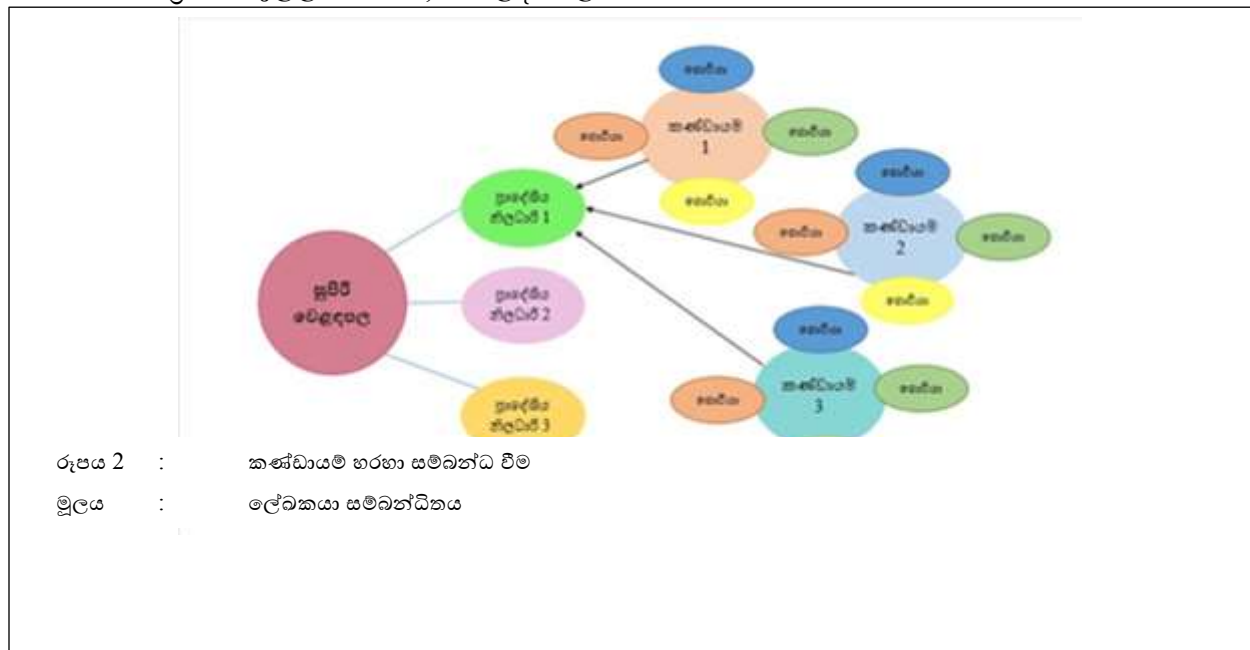 ගොවියා
ගොවියා
කණ්ඩායම්
1
ගොවියා
ගොවියා
ගොවියා
ගොවියා
කණ්ඩායම්
2
ගොවියා
ගොවියා
ප්‍රාදේශීය
නිලධාරී 1
සුපිරි
වෙළඳපල
ප්‍රාදේශීය
නිලධාරී 2
ගොවියා
ගොවියා
කණ්ඩායම්
3
ගොවියා
ප්‍රාදේශීය
නිලධාරී 3
රූපය 2 : කණ්ඩායම් හරහා සම්බන්ධ වීම
මූලය : ලේඛකයා සම්බන්ධිතය